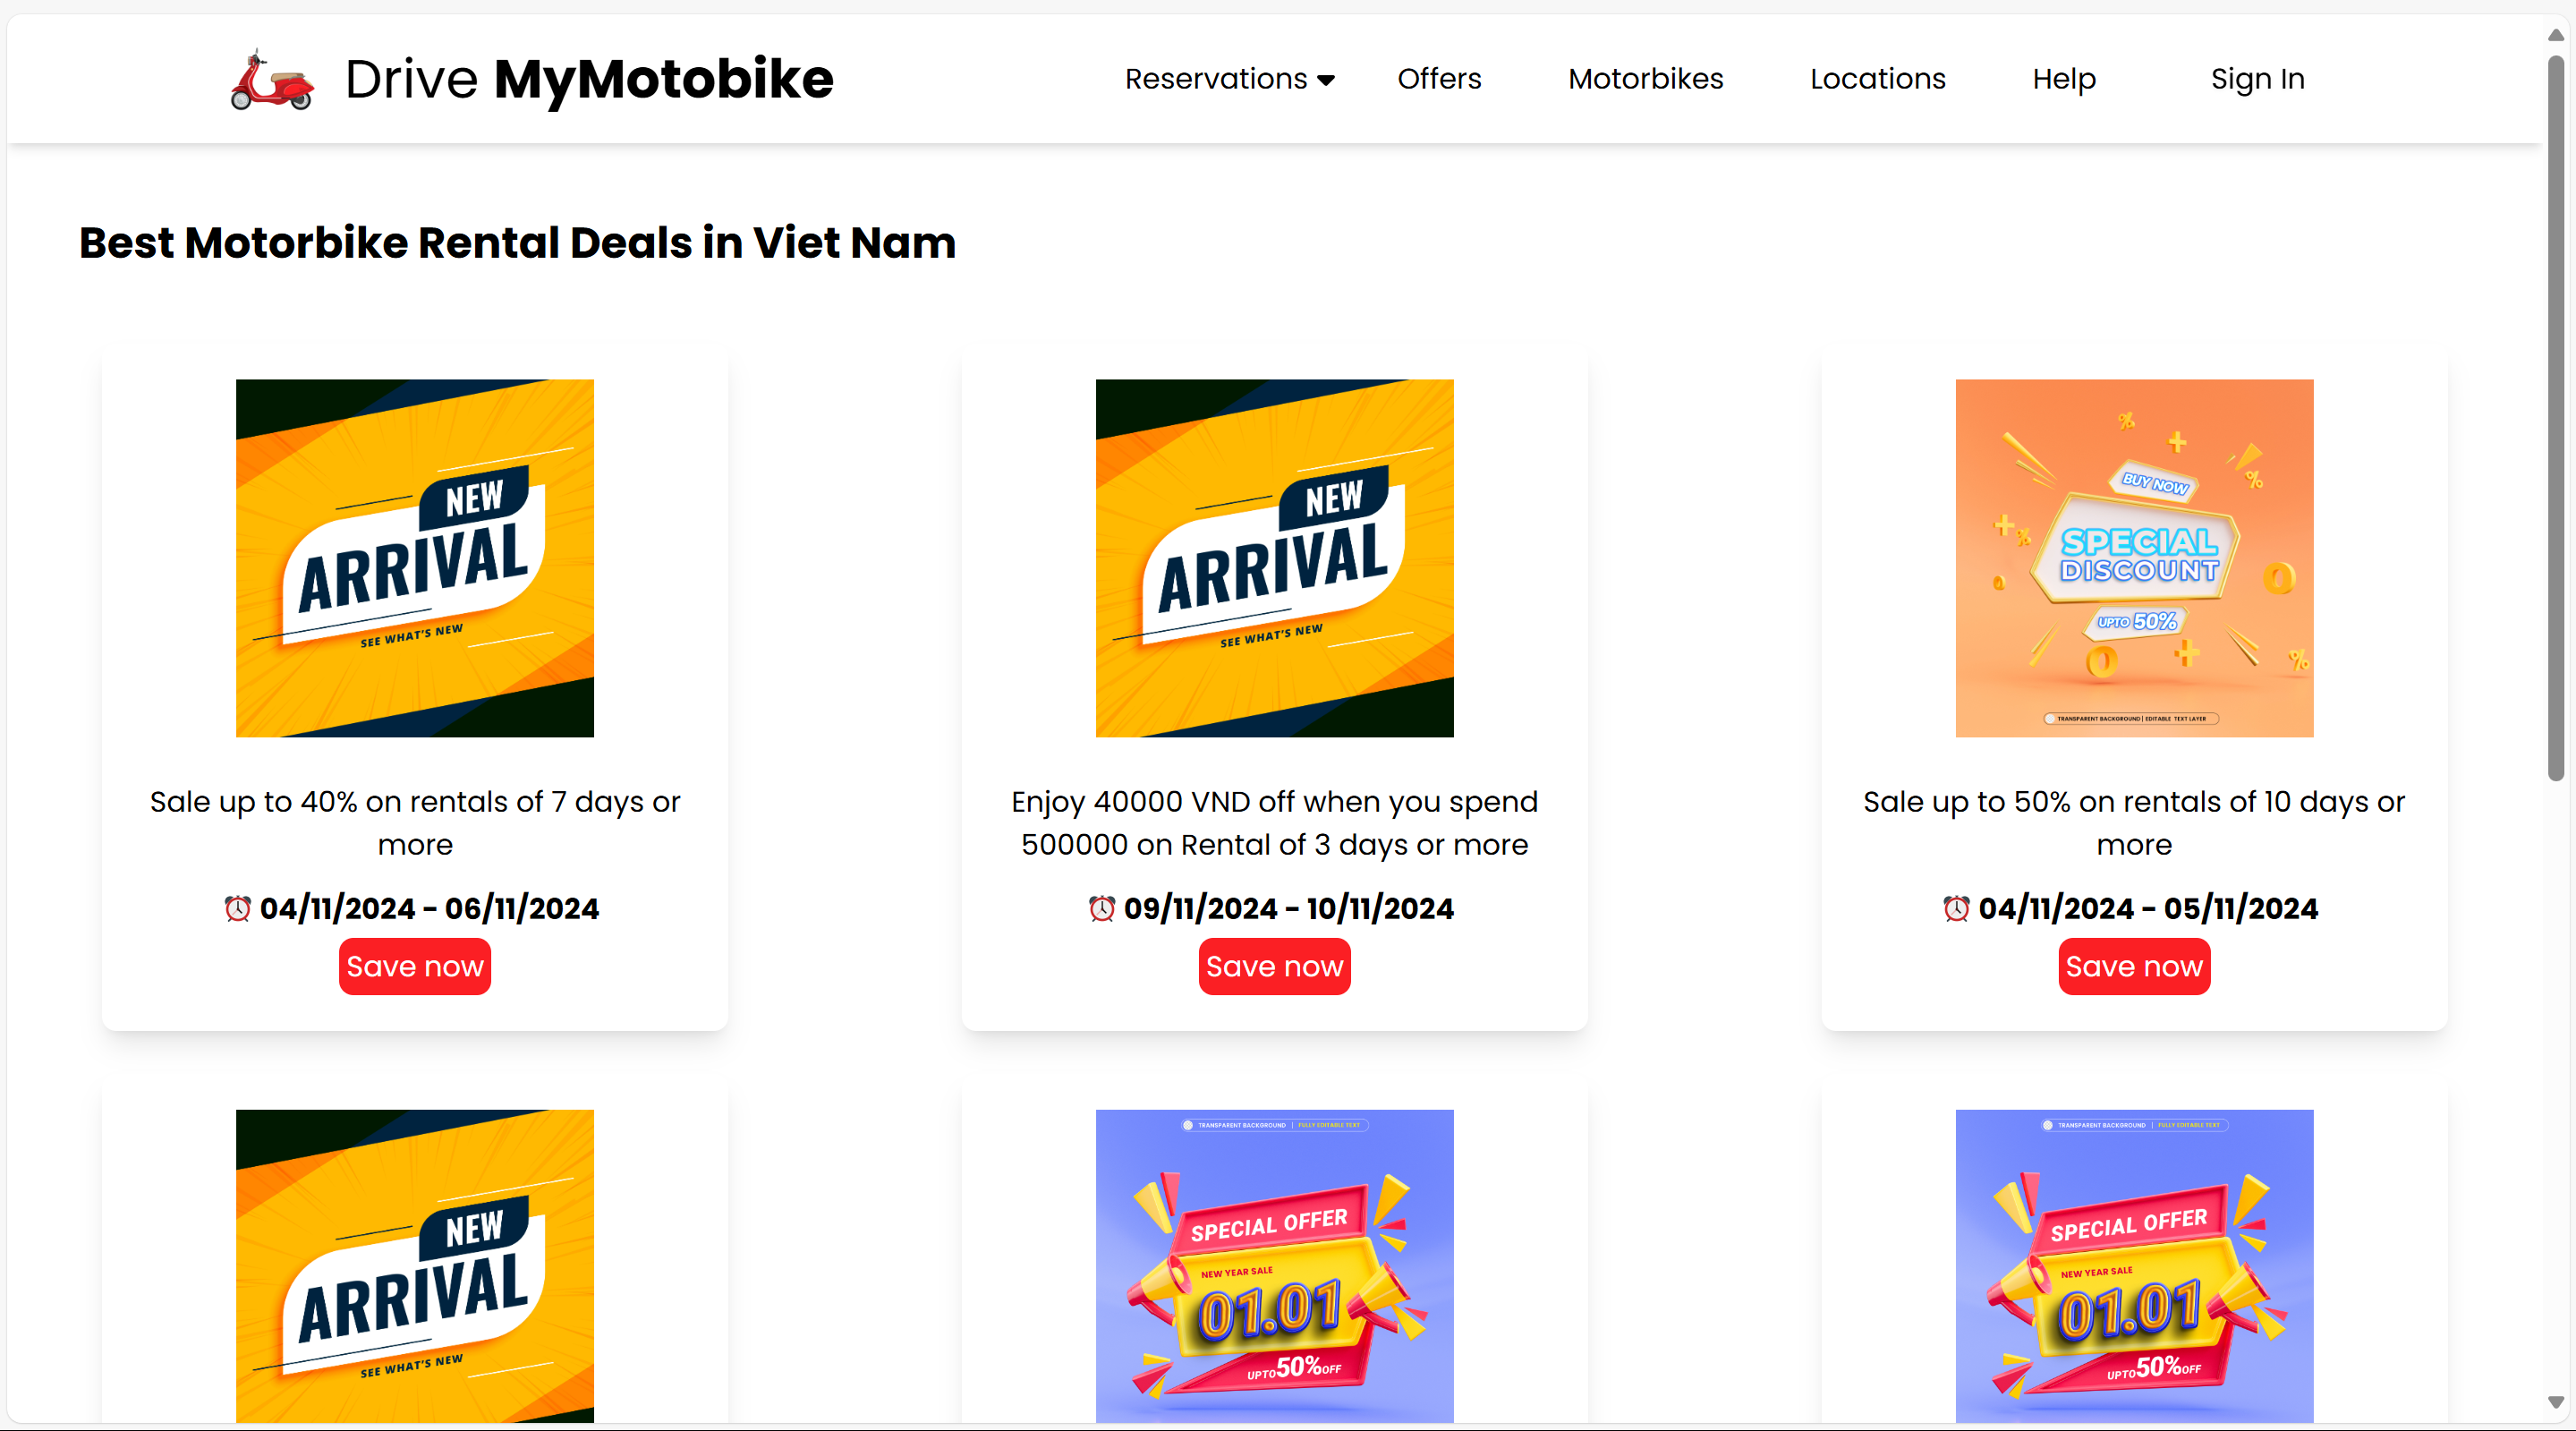 Drive MyMotobike
Reservations
Offers
Motorbikes
Locations
Help
Sign In
Best Motorbike Rental Deals in Viet Nam
NEW
ARRIVAL
SEE WHAT'S NEW
Sale up to 40% on rentals of 7 days or
more
04/11/2024 - 06/11/2024
Save now
NEW
ARRIVAL
SEE WHAT'S NEW
Enjoy 40000 VND off when you spend
500000 on Rental of 3 days or more
09/11/2024 - 10/11/2024
Save now
BUY NOW
SPECIAL
DISCOUNT
UPTO 50%
TRANSPARENT BACKGROUND | EDITABLE TEXT LAYER
Sale up to 50% on rentals of 10 days or
more
04/11/2024 - 05/11/2024
Save now
NEW
ARRIVAL
SEE WHAT'S NEW
TRANSPARENT BACKGROUND | FULLY EDITABLE TEXT
SPECIAL OFFER
NEW YEAR SALE
01.01
UPTO 50% OFF
TRANSPARENT BACKGROUND | FULLY EDITABLE TEXT
SPECIAL OFFER
NEW YEAR SALE
01.01
UPTO 50% OFF